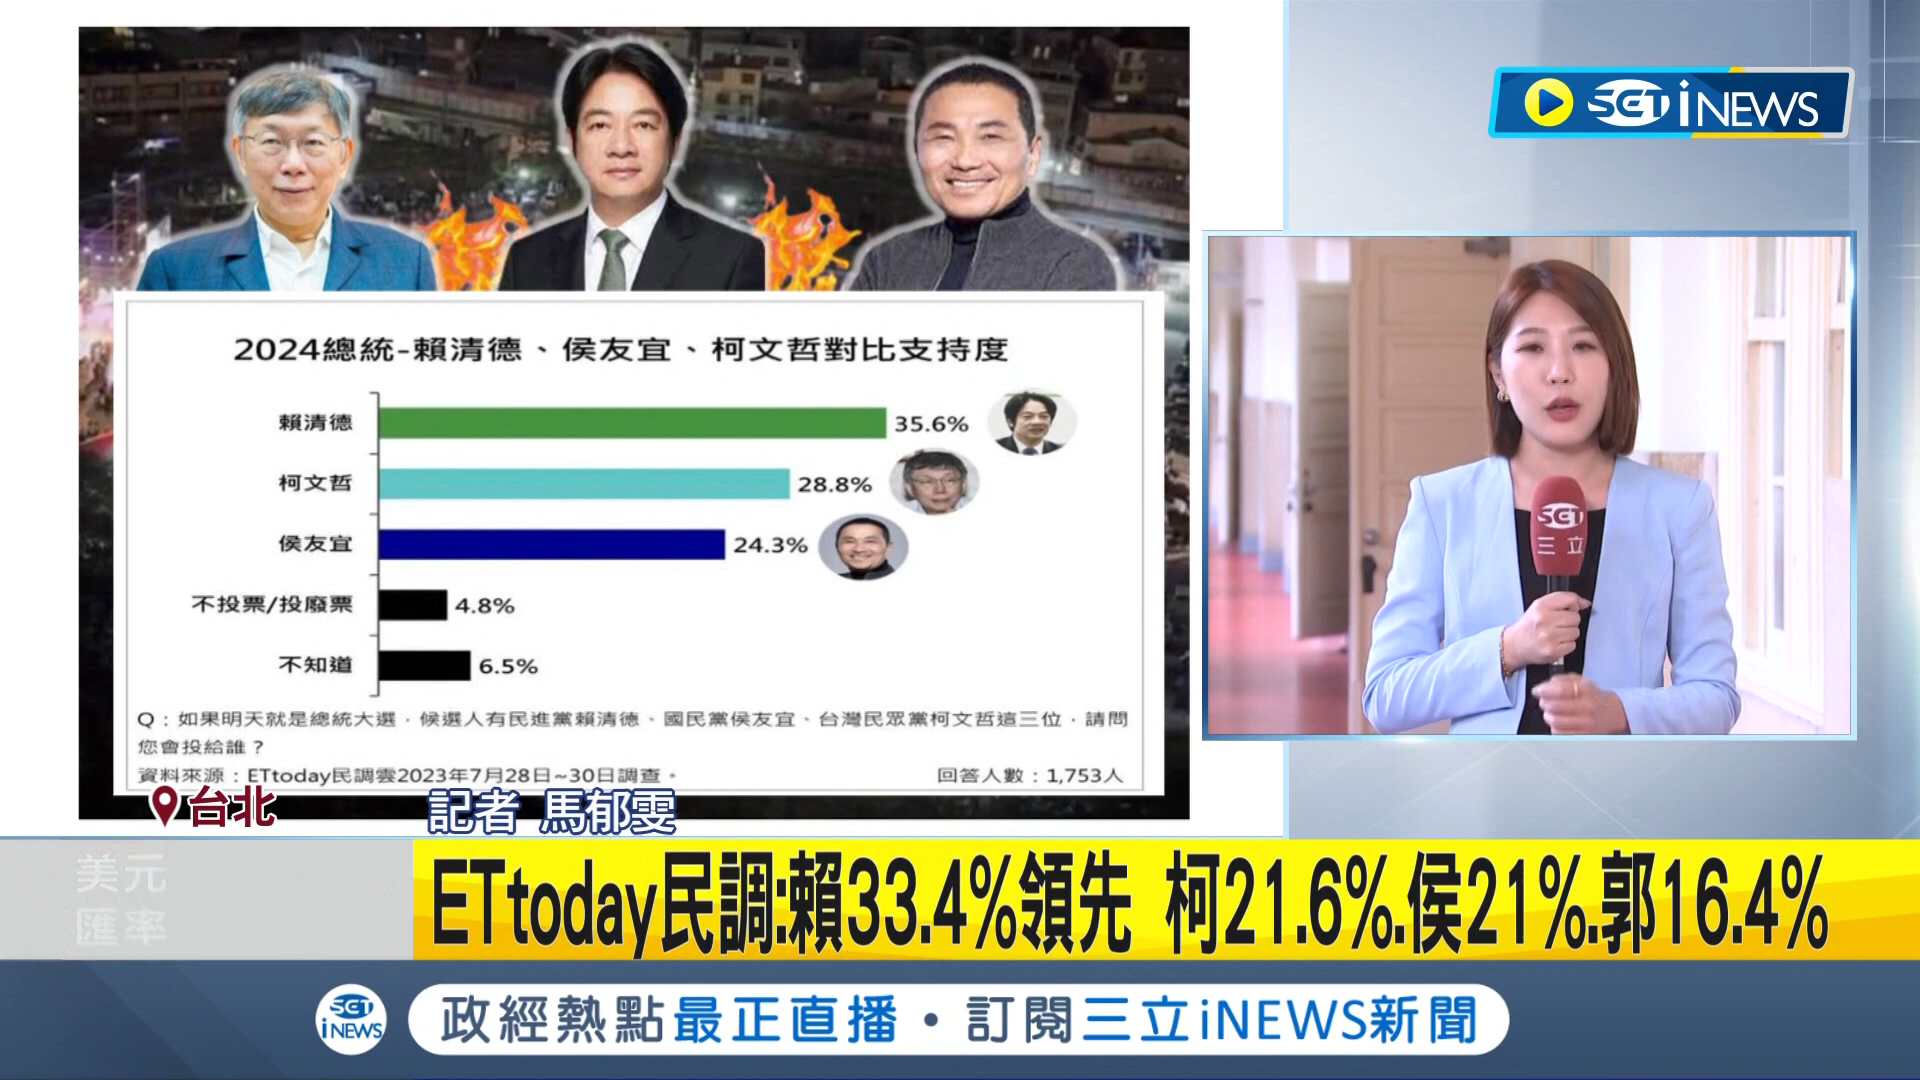 SET iNEWS
2024總統-賴清德、侯友宜、柯文哲對比支持度
賴清德 35.6%
柯文哲 28.8%
侯友宜 24.3%
不投票/投廢票 4.8%
不知道 6.5%
Q：如果明天就是總統大選，候選人有民進黨賴清德、國民黨侯友宜、台灣民眾黨柯文哲這三位，請問
您會投給誰？
資料來源：ETtoday民調雲2023年7月28日~30日調查。 回答人數：1,753人
SET
三立
台北 記者 馬郁雯
美元
匯率
ETtoday民調:賴33.4%領先 柯21.6%.侯21%.郭16.4%
SET
iNEWS
政經熱點最正直播・訂閱三立iNEWS新聞